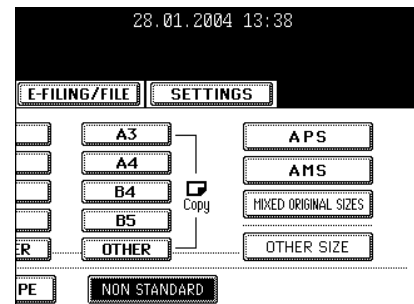 28.01.2004 13:38
E-FILING/FILE SETTINGS
A3 APS
A4 AMS
B4 Copy MIXED ORIGINAL SIZES
B5
ER OTHER OTHER SIZE
PE NON STANDARD